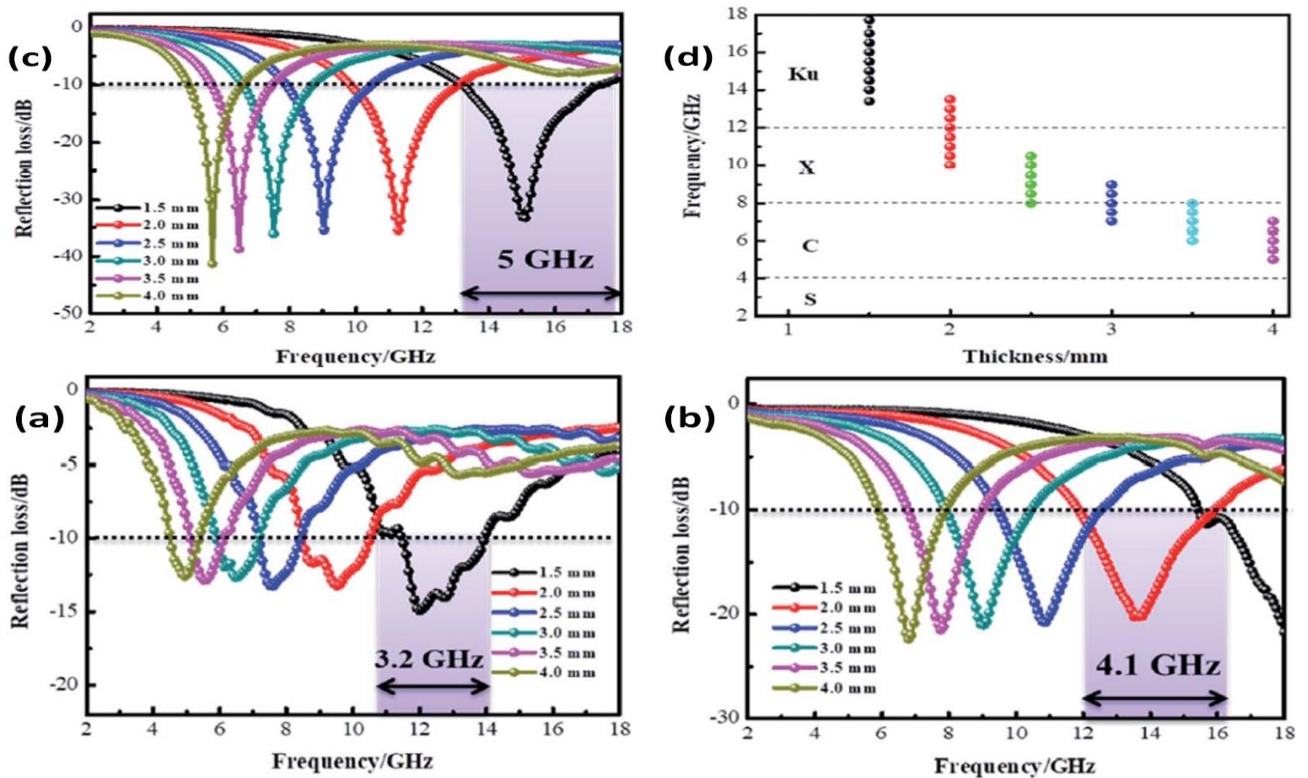 (c)
0
-10
-20
-30
-40
-50
Reflection loss/dB
1.5 mm
2.0 mm
2.5 mm
3.0 mm
3.5 mm
4.0 mm
5 GHz
2 4 6 8 10 12 14 16 18
Frequency/GHz
(d)
18
16
14
12
10
8
6
4
2
Frequency/GHz
Ku
X
C
S
1 2 3 4
Thickness/mm
(a)
0
-5
-10
-15
-20
Reflection loss/dB
1.5 mm
2.0 mm
2.5 mm
3.0 mm
3.5 mm
4.0 mm
3.2 GHz
2 4 6 8 10 12 14 16 18
Frequency/GHz
(b)
0
-10
-20
-30
Reflection loss/dB
1.5 mm
2.0 mm
2.5 mm
3.0 mm
3.5 mm
4.0 mm
4.1 GHz
2 4 6 8 10 12 14 16 18
Frequency/GHz